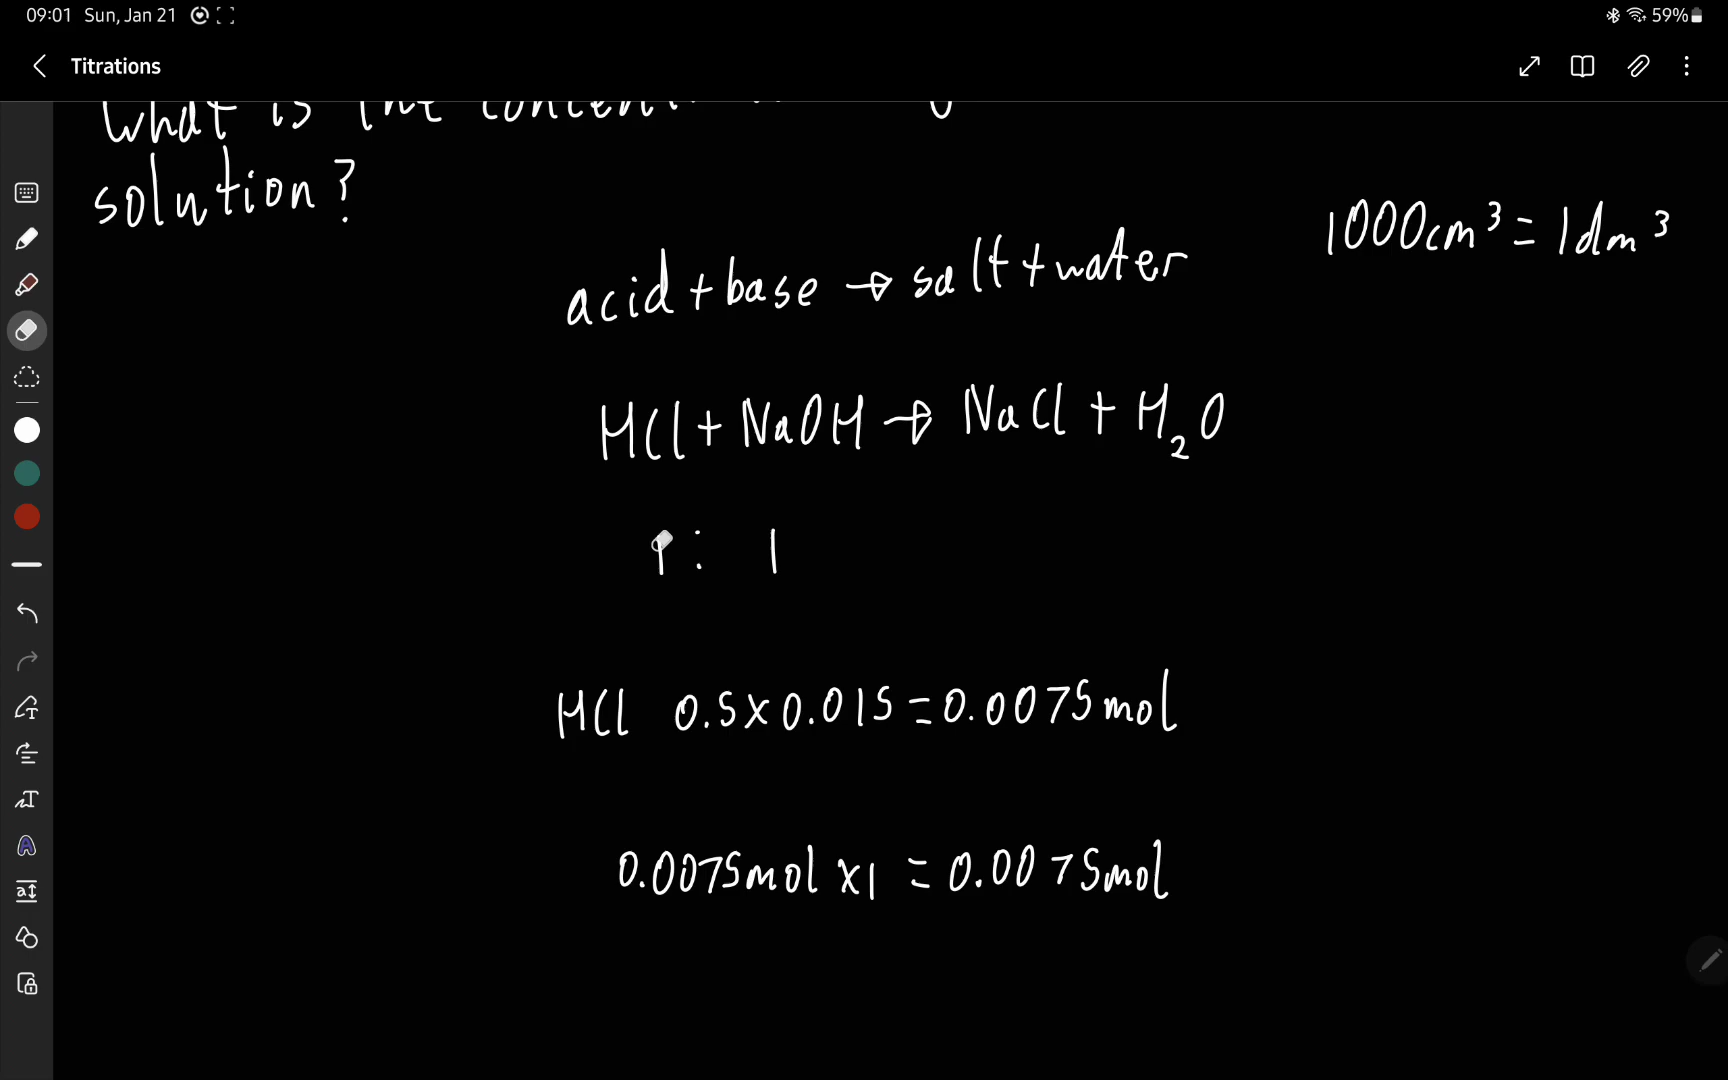 09:01 Sun, Jan 21 59%
Titrations
What is the
solution?
1000cm³ = 1dm³
acid + base → salt + water
HCl + NaOH → NaCl + H₂O
1 : 1
HCl 0.5 x 0.015 = 0.0075 mol
0.0075 mol x 1 = 0.0075 mol